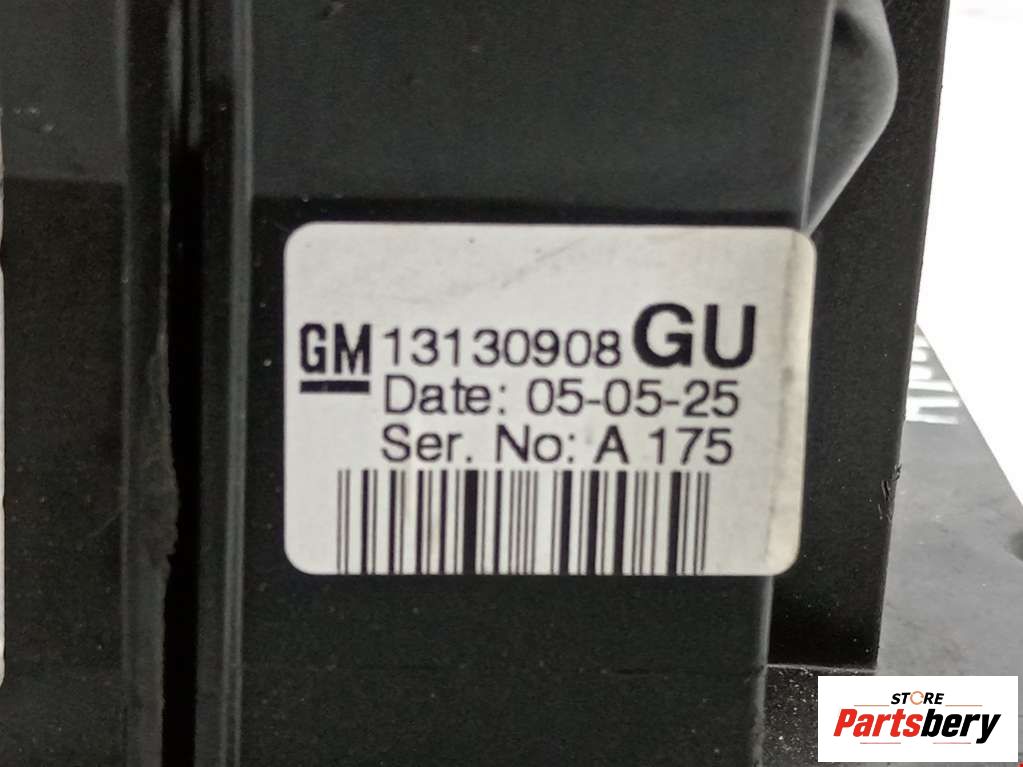 GM 13130908 GU
Date: 05-05-25
Ser. No: A 175
STORE
Partsbery